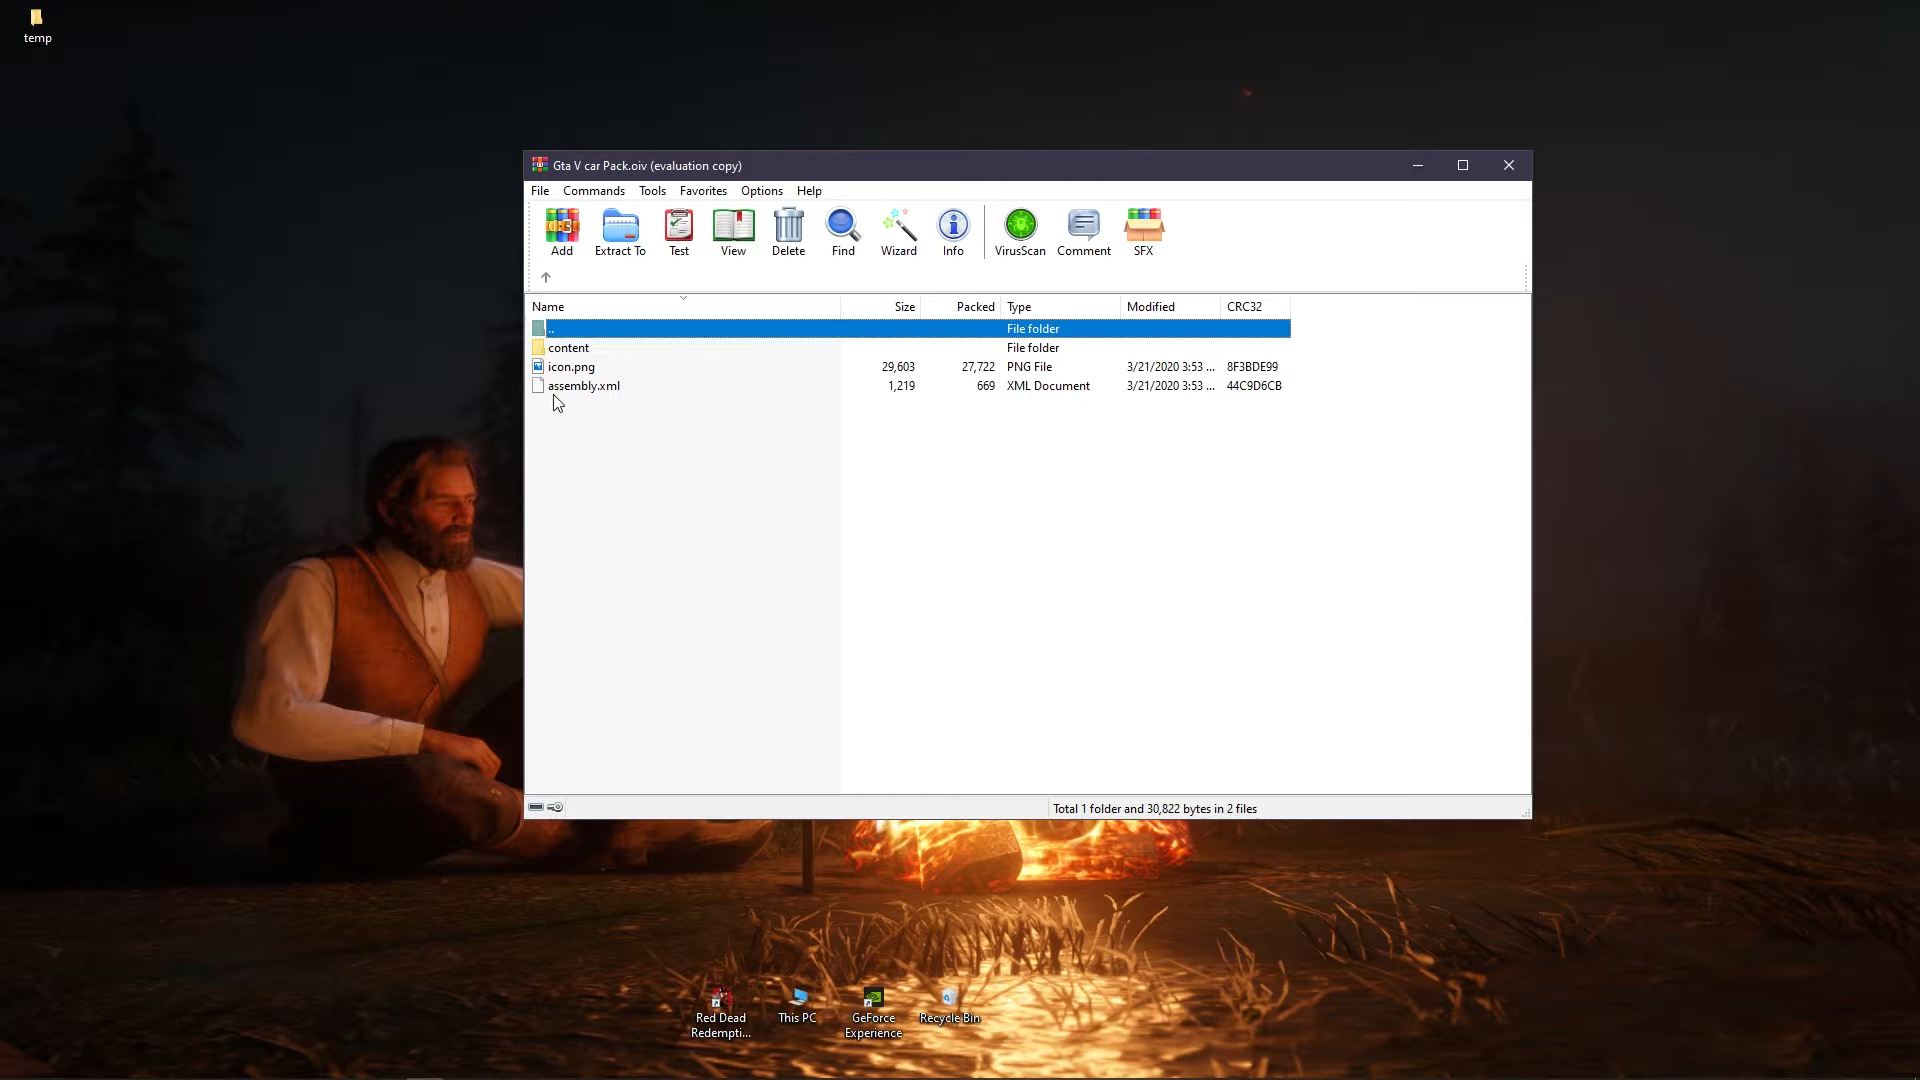 temp
Gta V car Pack.oiv (evaluation copy)
File Commands Tools Favorites Options Help
Add Extract To Test View Delete Find Wizard Info VirusScan Comment SFX
Name Size Packed Type Modified CRC32
.. File folder
content File folder
icon.png 29,603 27,722 PNG File 3/21/2020 3:53 ... 8F3BDE99
assembly.xml 1,219 669 XML Document 3/21/2020 3:53 ... 44C9D6CB
Total 1 folder and 30,822 bytes in 2 files
Red Dead This PC GeForce Recycle Bin
Redempti... Experience